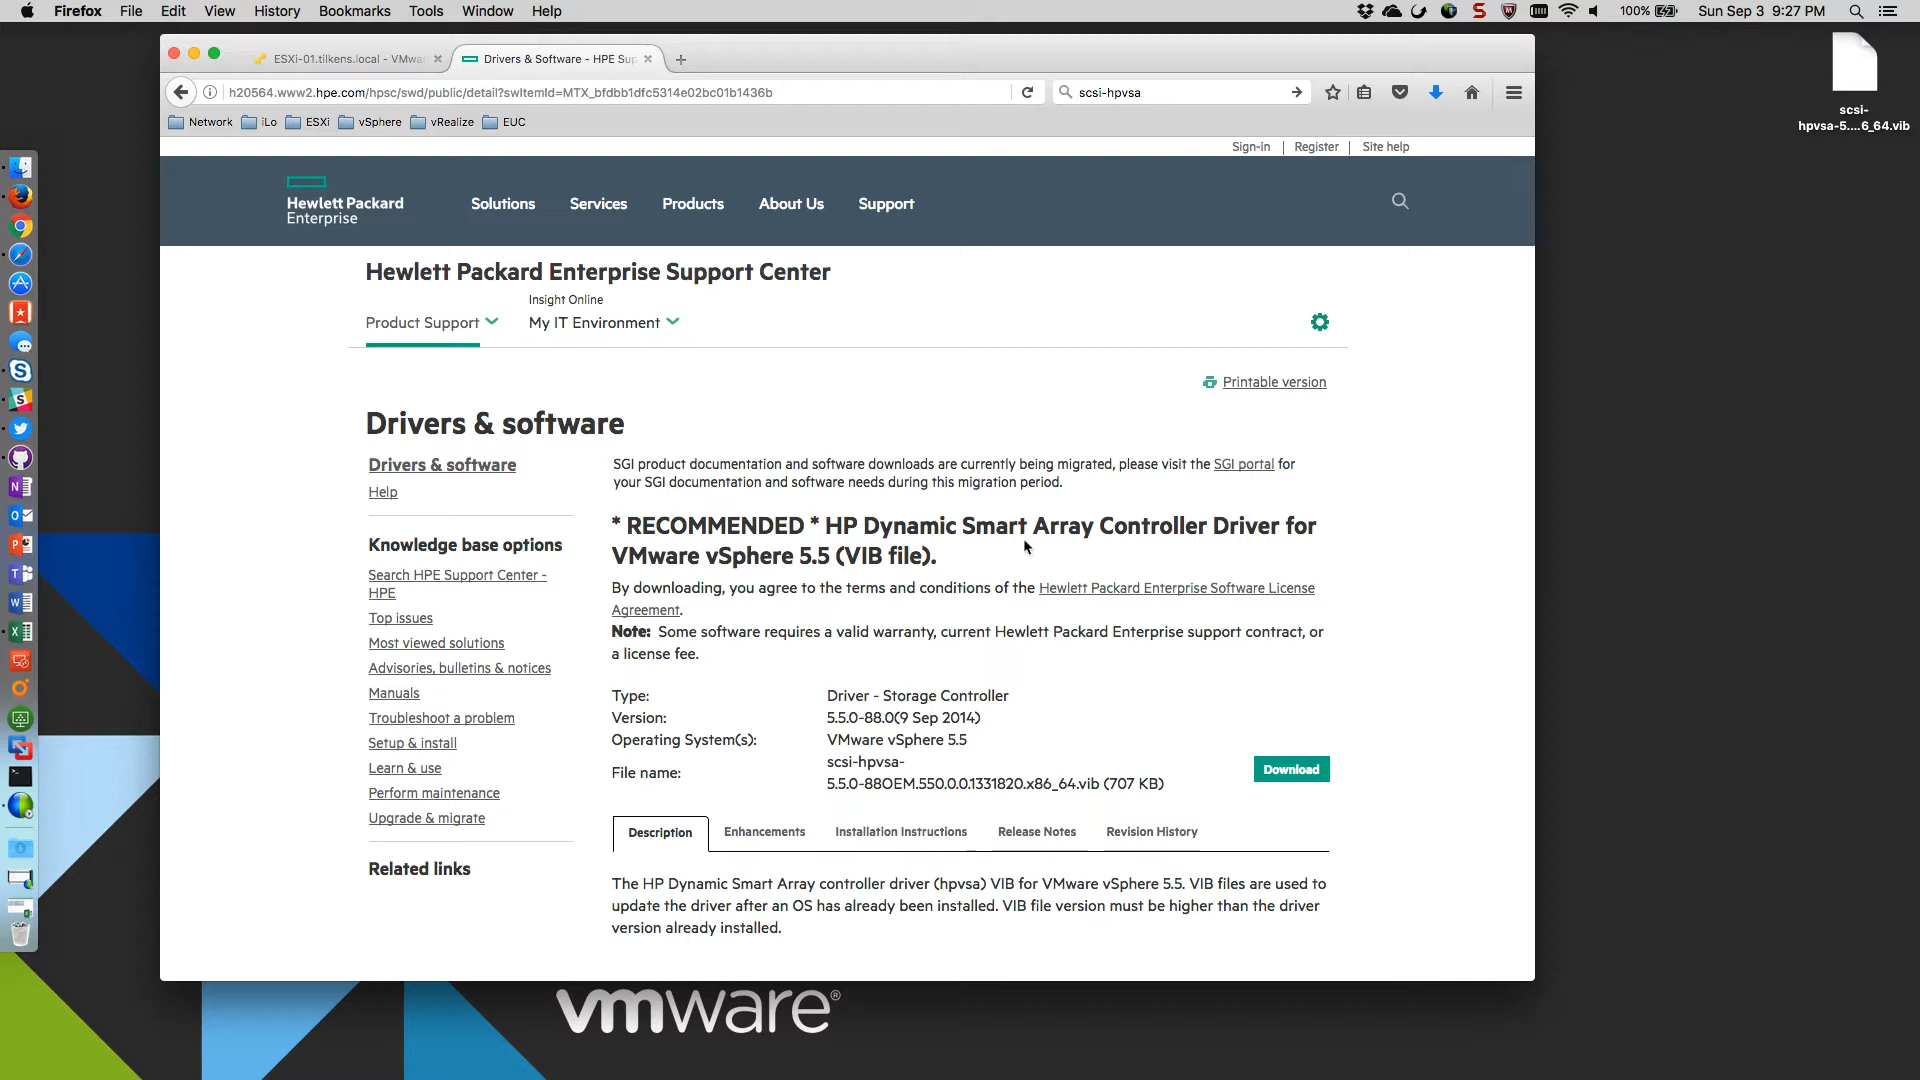 Firefox File Edit View History Bookmarks Tools Window Help
100% Sun Sep 3 9:27 PM
ESXi-01.tilkens.local - VMwar
Drivers & Software - HPE Sup
h20564.www2.hpe.com/hpsc/swd/public/detail?swItemId=MTX_bfdbb1dfc5314e02bc01b1436b
scsi-hpvsa
Network iLo ESXi vSphere vRealize EUC
scsi-
hpvsa-5....6_64.vib
Sign-in | Register | Site help
Hewlett Packard
Enterprise
Solutions Services Products About Us Support
Hewlett Packard Enterprise Support Center
Insight Online
Product Support My IT Environment
Printable version
Drivers & software
Drivers & software
Help
Knowledge base options
Search HPE Support Center -
HPE
Top issues
Most viewed solutions
Advisories, bulletins & notices
Manuals
Troubleshoot a problem
Setup & install
Learn & use
Perform maintenance
Upgrade & migrate
Related links
SGI product documentation and software downloads are currently being migrated, please visit the SGI portal for
your SGI documentation and software needs during this migration period.
* RECOMMENDED * HP Dynamic Smart Array Controller Driver for
VMware vSphere 5.5 (VIB file).
By downloading, you agree to the terms and conditions of the Hewlett Packard Enterprise Software License
Agreement.
Note: Some software requires a valid warranty, current Hewlett Packard Enterprise support contract, or
a license fee.
Type: Driver - Storage Controller
Version: 5.5.0-88.0(9 Sep 2014)
Operating System(s): VMware vSphere 5.5
File name: scsi-hpvsa-
5.5.0-88OEM.550.0.0.1331820.x86_64.vib (707 KB)
Download
Description Enhancements Installation Instructions Release Notes Revision History
The HP Dynamic Smart Array controller driver (hpvsa) VIB for VMware vSphere 5.5. VIB files are used to
update the driver after an OS has already been installed. VIB file version must be higher than the driver
version already installed.
vmware®